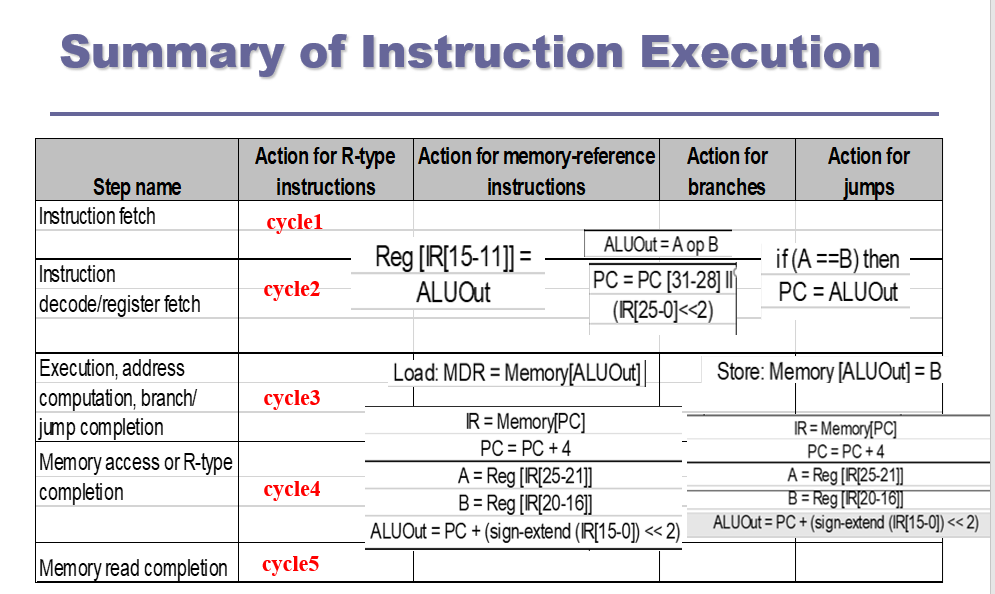 Summary of Instruction Execution
Step name
Action for R-type
instructions
Action for memory-reference
instructions
Action for
branches
Action for
jumps
Instruction fetch
cycle1
Instruction
decode/register fetch
cycle2
Reg [IR[15-11]] =
ALUOut
ALUOut = A op B
PC = PC [31-28] II
(IR[25-0]<<2)
if (A ==B) then
PC = ALUOut
Execution, address
computation, branch/
jump completion
cycle3
Load: MDR = Memory[ALUOut]
Store: Memory [ALUOut] = B
IR = Memory[PC]
PC = PC + 4
A = Reg [IR[25-21]]
B = Reg [IR[20-16]]
ALUOut = PC + (sign-extend (IR[15-0]) << 2)
IR = Memory[PC]
PC = PC + 4
A = Reg [IR[25-21]]
B = Reg [IR[20-16]]
ALUOut = PC + (sign-extend (IR[15-0]) << 2)
Memory access or R-type
completion
cycle4
Memory read completion
cycle5